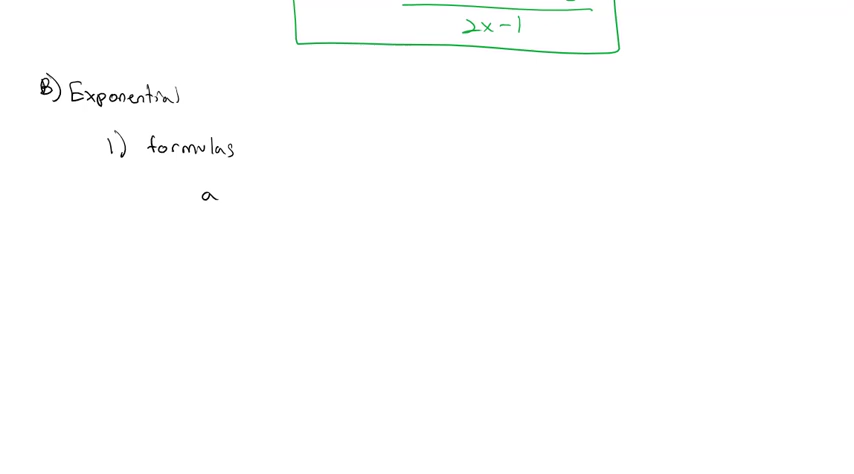 2x - 1
B) Exponential
1) formulas
a